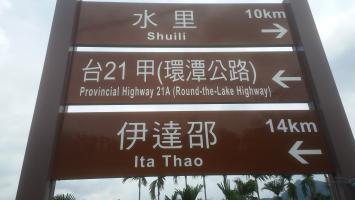 水里 10km
Shuili
台21甲(環潭公路)
Provincial Highway 21A (Round-the-Lake Highway)
伊達邵 14km
Ita Thao